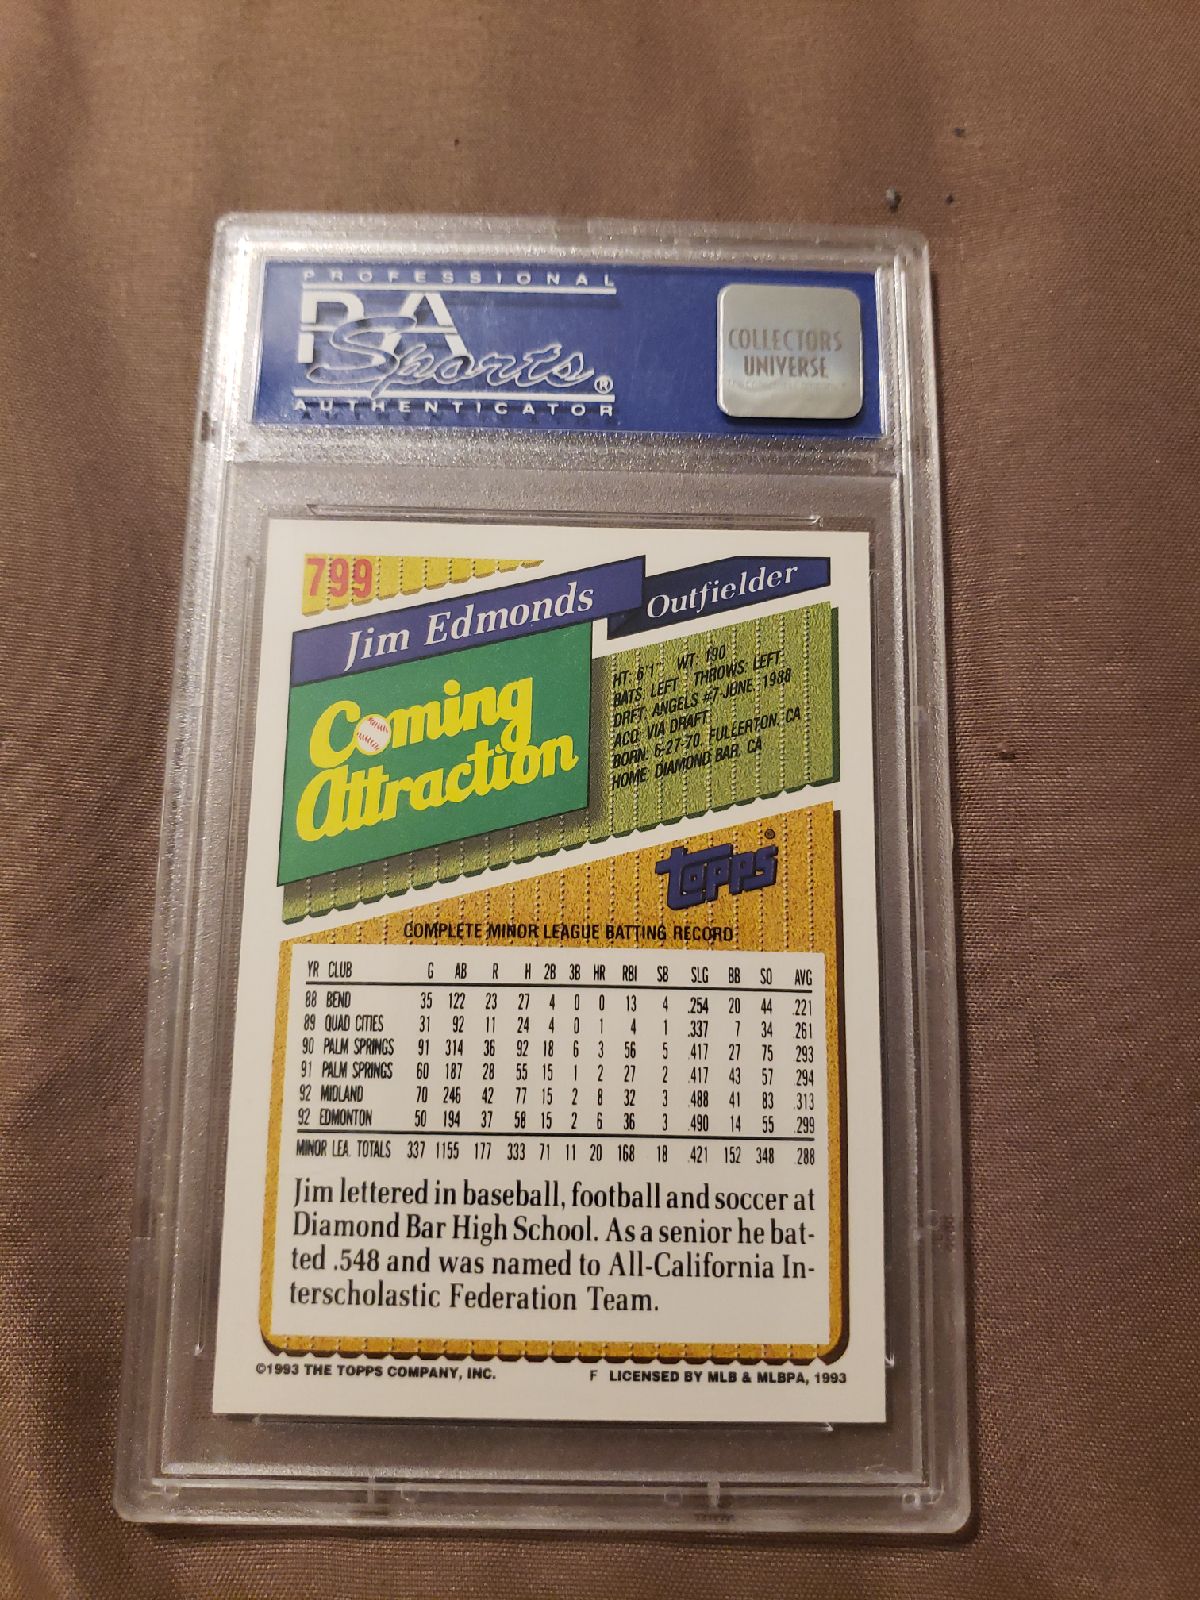 PROFESSIONAL
PSA
Sports®
AUTHENTICATOR
COLLECTORS
UNIVERSE
799
Jim Edmonds
Outfielder
Coming
Attraction
HT: 6'1" WT: 190
BATS: LEFT THROWS: LEFT
DRFT: ANGELS #7-JUNE, 1988
ACQ: VIA DRAFT
BORN: 6-27-70, FULLERTON, CA
HOME: DIAMOND BAR, CA
Topps®
COMPLETE MINOR LEAGUE BATTING RECORD
YR CLUB G AB R H 2B 3B HR RBI SB SLG BB SO AVG
88 BEND 35 122 23 27 4 0 0 13 4 .254 20 44 .221
89 QUAD CITIES 31 92 11 24 4 0 1 4 1 .337 7 34 .261
90 PALM SPRINGS 91 314 36 92 18 6 3 56 5 .417 27 75 .293
91 PALM SPRINGS 60 187 28 55 15 1 2 27 2 .417 43 57 .294
92 MIDLAND 70 246 42 77 15 2 8 32 3 .488 41 83 .313
92 EDMONTON 50 194 37 58 15 2 6 36 3 .490 14 55 .299
MINOR LEA. TOTALS 337 1155 177 333 71 11 20 168 18 .421 152 348 .288
Jim lettered in baseball, football and soccer at
Diamond Bar High School. As a senior he bat-
ted .548 and was named to All-California In-
terscholastic Federation Team.
©1993 THE TOPPS COMPANY, INC. F LICENSED BY MLB & MLBPA, 1993